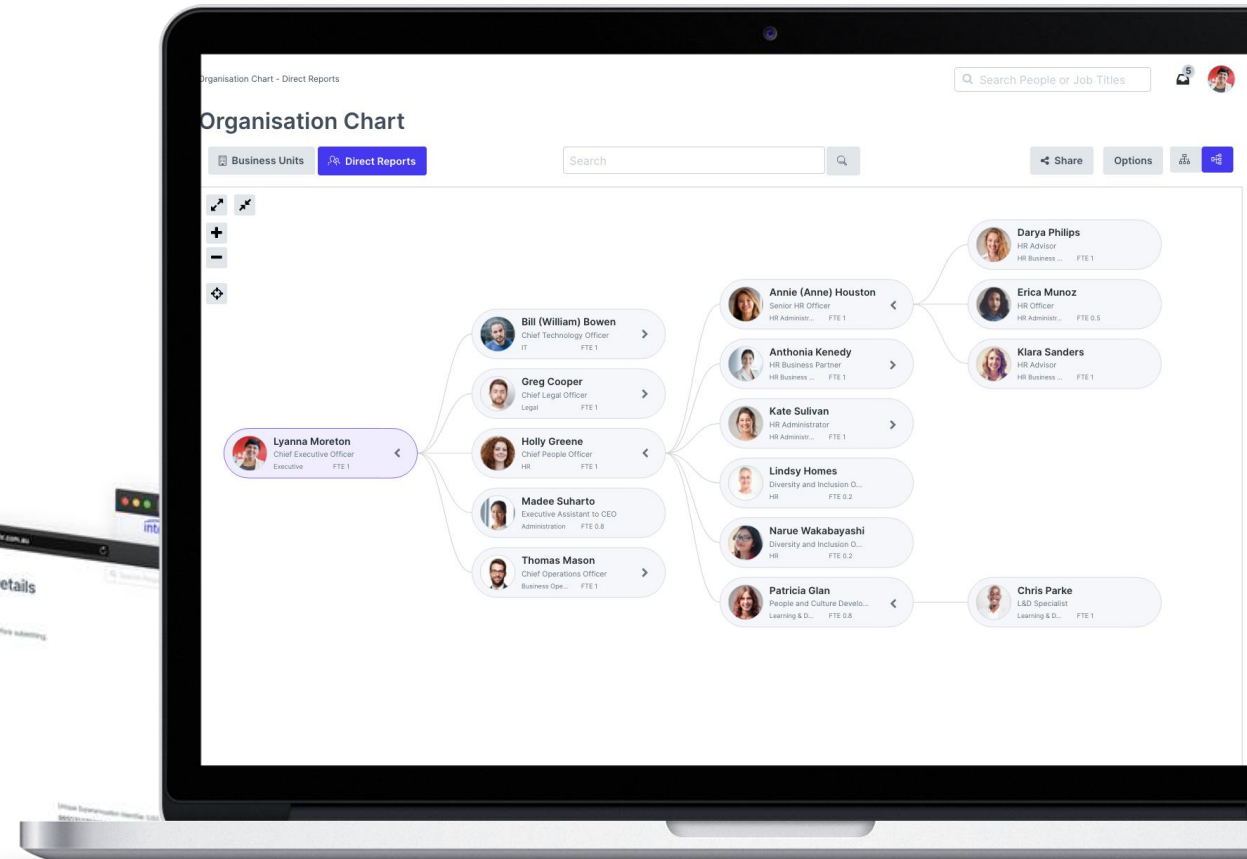 Organisation Chart - Direct Reports
Search People or Job Titles
5
Organisation Chart
Business Units
Direct Reports
Search
Share
Options
Lyanna Moreton
Chief Executive Officer
Executive FTE 1
Bill (William) Bowen
Chief Technology Officer
IT FTE 1
Greg Cooper
Chief Legal Officer
Legal FTE 1
Holly Greene
Chief People Officer
HR FTE 1
Madee Suharto
Executive Assistant to CEO
Administration FTE 0.8
Thomas Mason
Chief Operations Officer
Business Ope... FTE 1
Annie (Anne) Houston
Senior HR Officer
HR Administr... FTE 1
Anthonia Kenedy
HR Business Partner
HR Business ... FTE 1
Kate Sulivan
HR Administrator
HR Administr... FTE 1
Lindsy Homes
Diversity and Inclusion O...
HR FTE 0.2
Narue Wakabayashi
Diversity and Inclusion O...
HR FTE 0.2
Patricia Glan
People and Culture Develo...
Learning & D... FTE 0.8
Darya Philips
HR Advisor
HR Business ... FTE 1
Erica Munoz
HR Officer
HR Administr... FTE 0.5
Klara Sanders
HR Advisor
HR Business ... FTE 1
Chris Parke
L&D Specialist
Learning & D... FTE 1
inte
etails